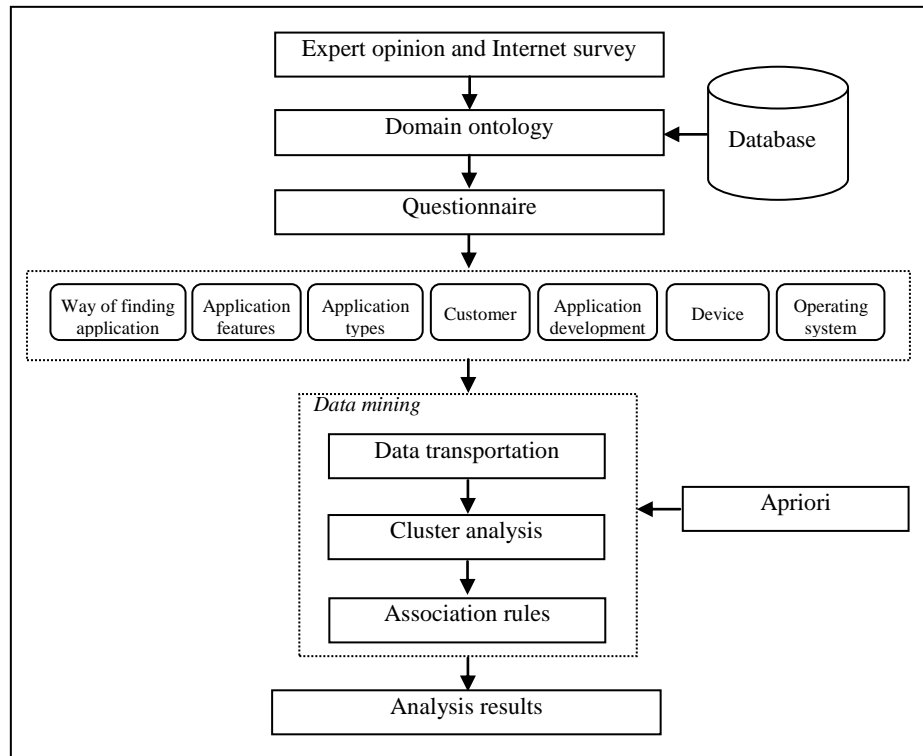 Expert opinion and Internet survey
Domain ontology
Database
Questionnaire
Way of finding
application
Application
features
Application
types
Customer
Application
development
Device
Operating
system
Data mining
Data transportation
Cluster analysis
Association rules
Apriori
Analysis results